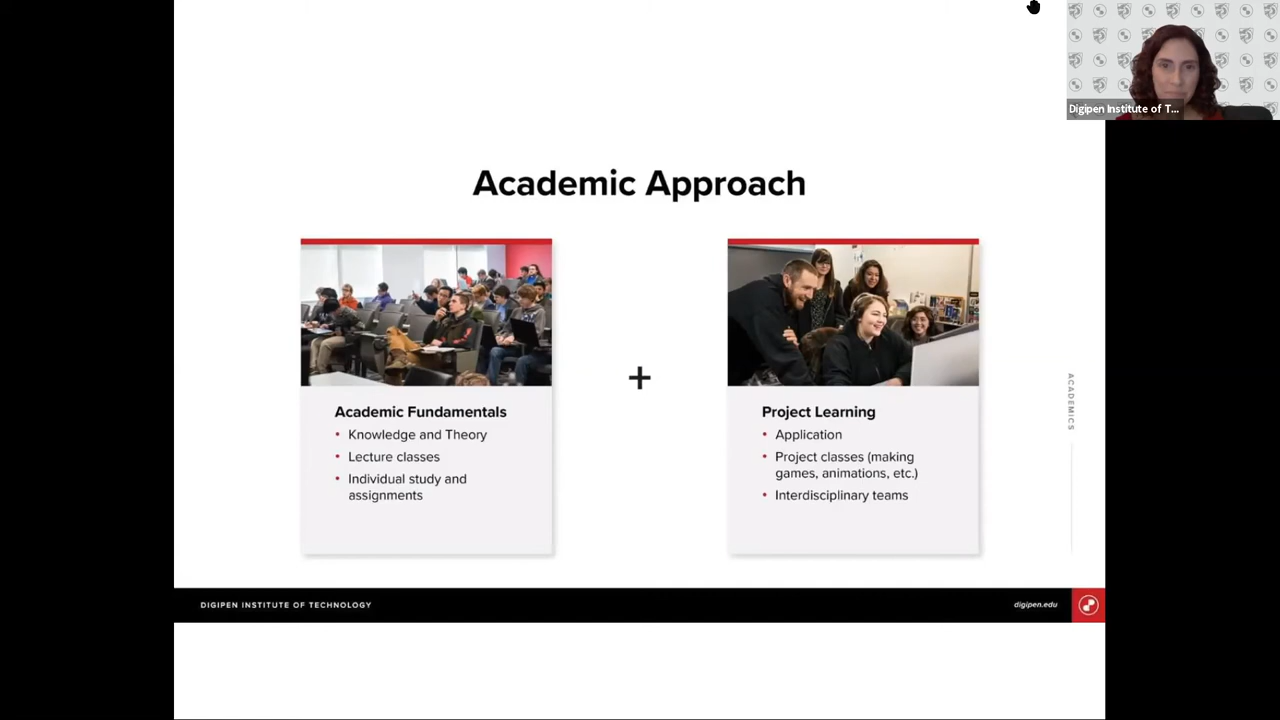 Digipen Institute of T...
Academic Approach
Academic Fundamentals
• Knowledge and Theory
• Lecture classes
• Individual study and
assignments
+
Project Learning
• Application
• Project classes (making
games, animations, etc.)
• Interdisciplinary teams
ACADEMICS
DIGIPEN INSTITUTE OF TECHNOLOGY
digipen.edu